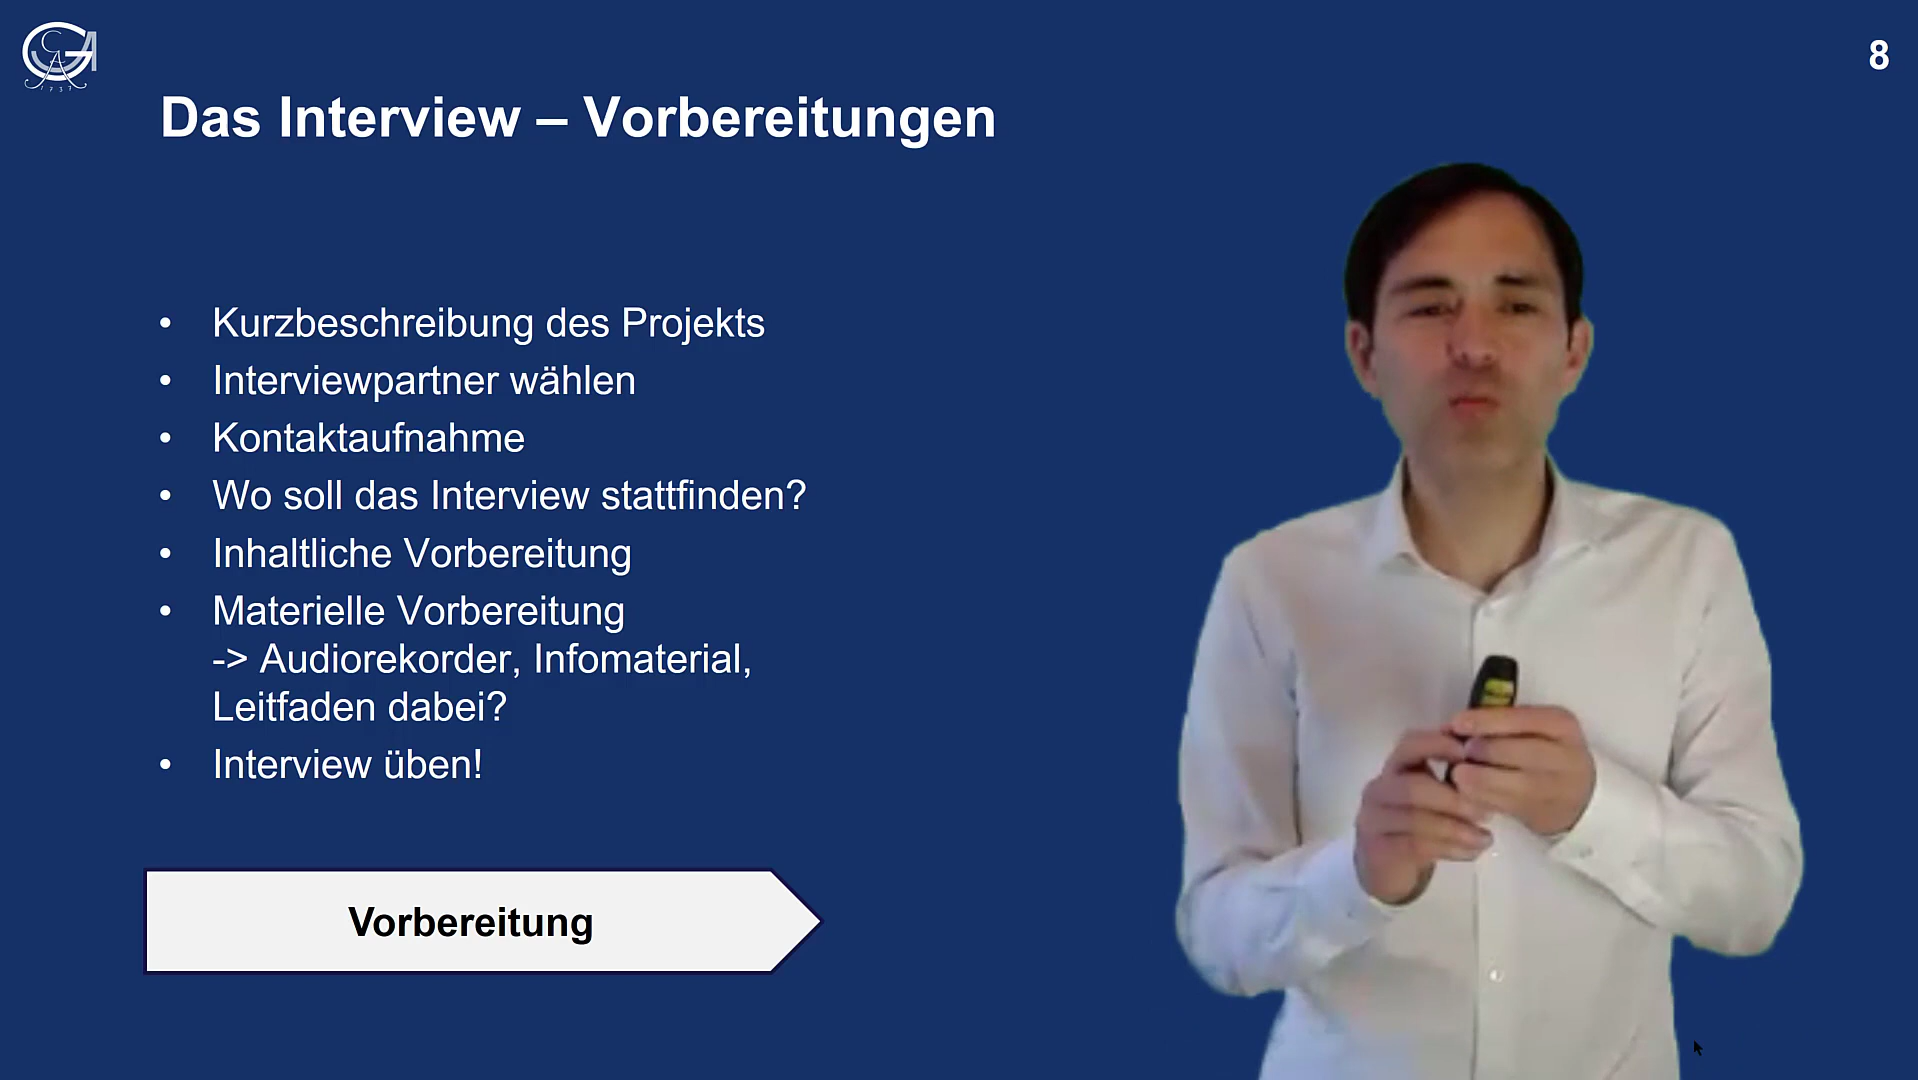 8
Das Interview – Vorbereitungen
• Kurzbeschreibung des Projekts
• Interviewpartner wählen
• Kontaktaufnahme
• Wo soll das Interview stattfinden?
• Inhaltliche Vorbereitung
• Materielle Vorbereitung
-> Audiorekorder, Infomaterial,
Leitfaden dabei?
• Interview üben!
Vorbereitung